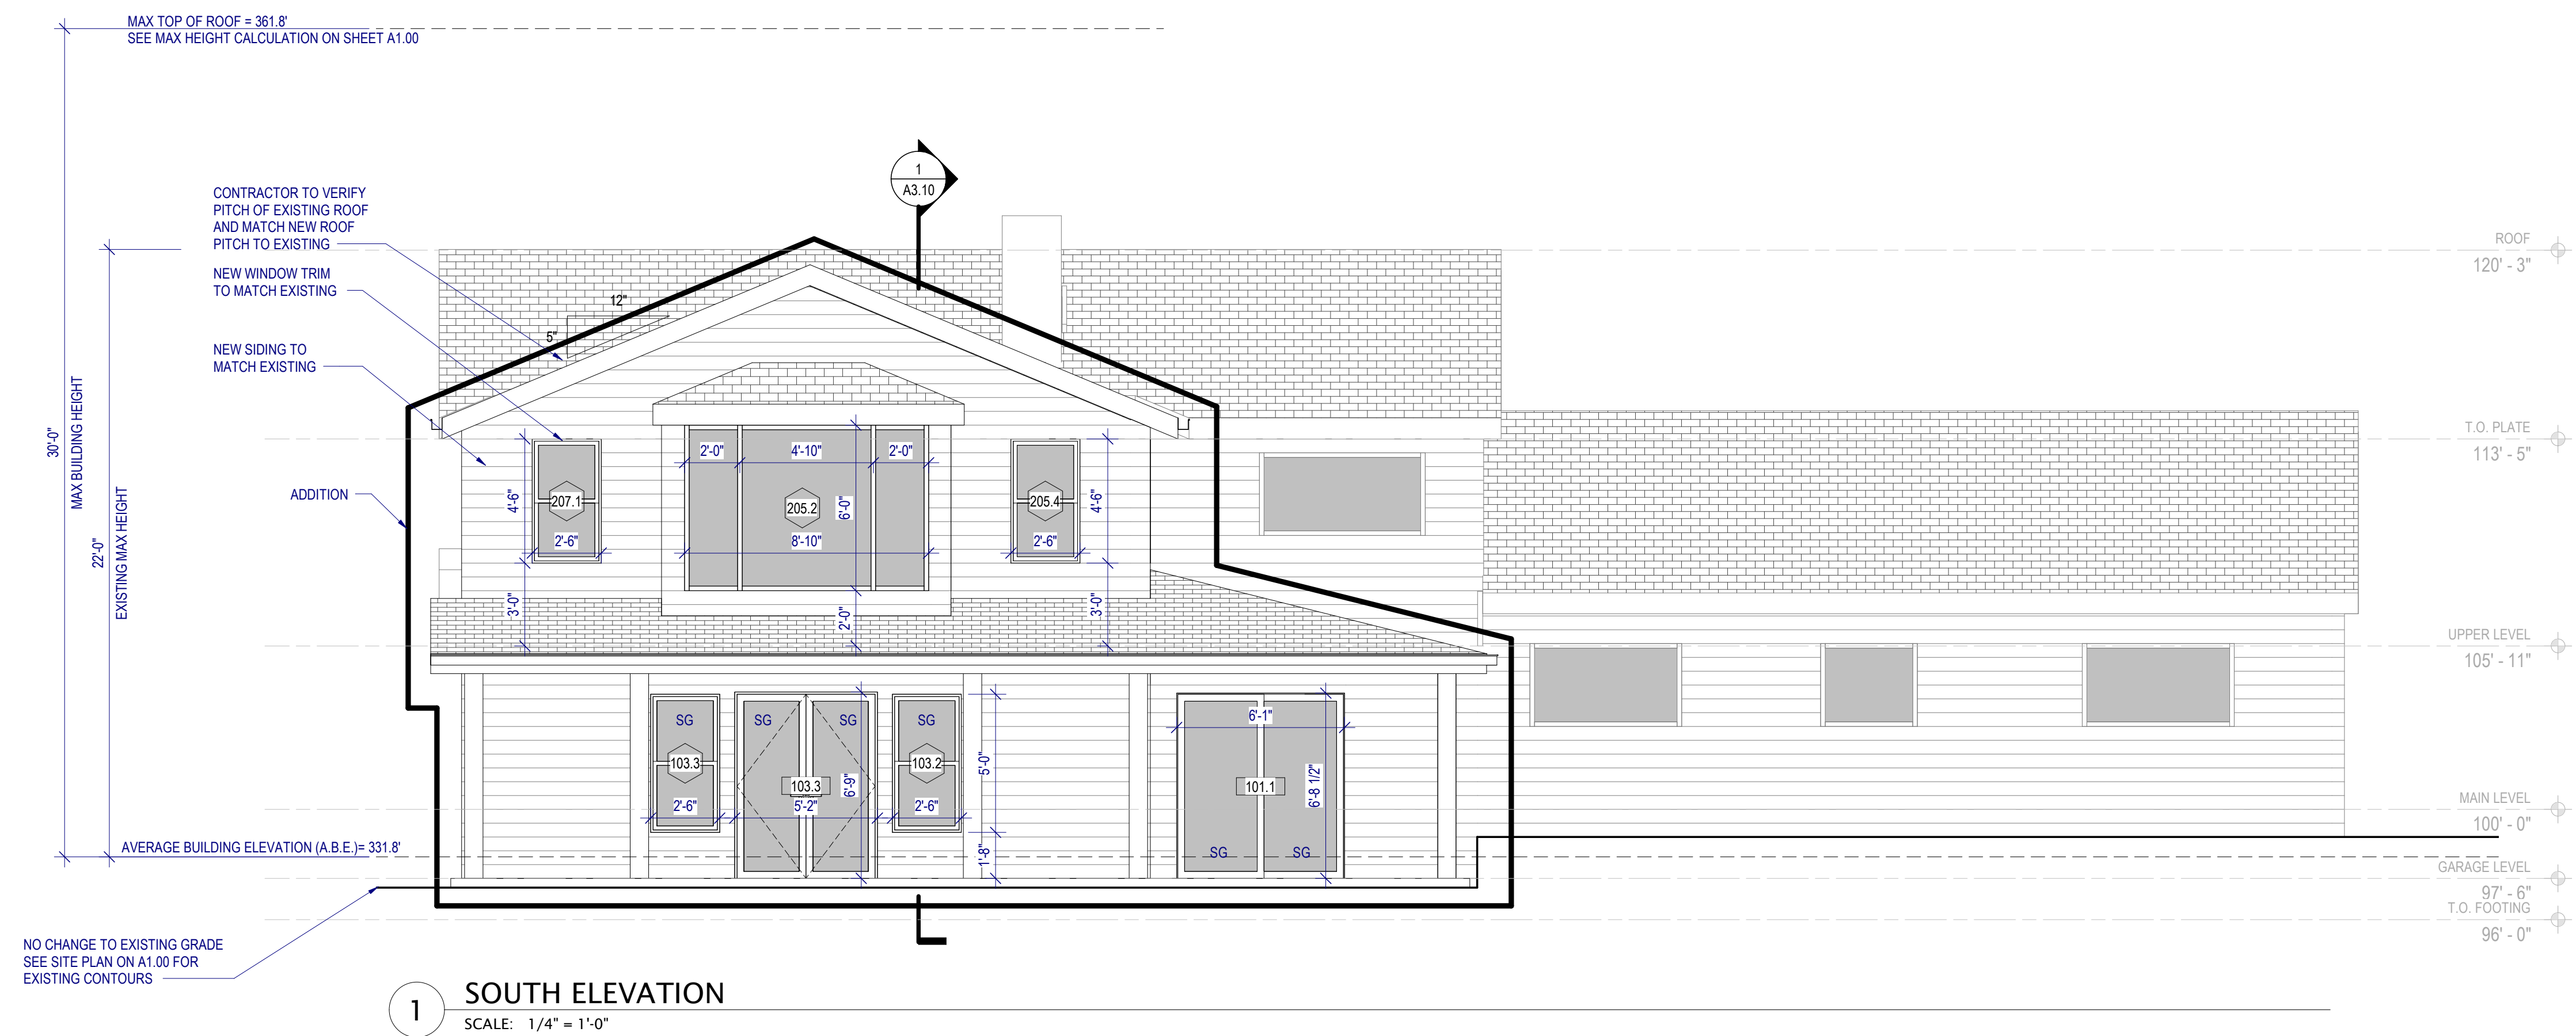 MAX TOP OF ROOF = 361.8'
SEE MAX HEIGHT CALCULATION ON SHEET A1.00
1
A3.10
CONTRACTOR TO VERIFY
PITCH OF EXISTING ROOF
AND MATCH NEW ROOF
PITCH TO EXISTING
NEW WINDOW TRIM
TO MATCH EXISTING
NEW SIDING TO
MATCH EXISTING
ADDITION
30'-0"
MAX BUILDING HEIGHT
22'-0"
EXISTING MAX HEIGHT
12"
5"
ROOF
120' - 3"
T.O. PLATE
113' - 5"
UPPER LEVEL
105' - 11"
MAIN LEVEL
100' - 0"
GARAGE LEVEL
97' - 6"
T.O. FOOTING
96' - 0"
2'-0"
4'-10"
2'-0"
4'-6"
207.1
2'-6"
205.2
6'-0"
8'-10"
205.4
2'-6"
4'-6"
3'-0"
2'-0"
3'-0"
SG
SG
SG
SG
103.3
103.3
103.2
2'-6"
5'-2"
6'-9"
2'-6"
5'-0"
1'-8"
6'-1"
101.1
6'-8 1/2"
SG
SG
AVERAGE BUILDING ELEVATION (A.B.E.)= 331.8'
NO CHANGE TO EXISTING GRADE
SEE SITE PLAN ON A1.00 FOR
EXISTING CONTOURS
1
SOUTH ELEVATION
SCALE: 1/4" = 1'-0"